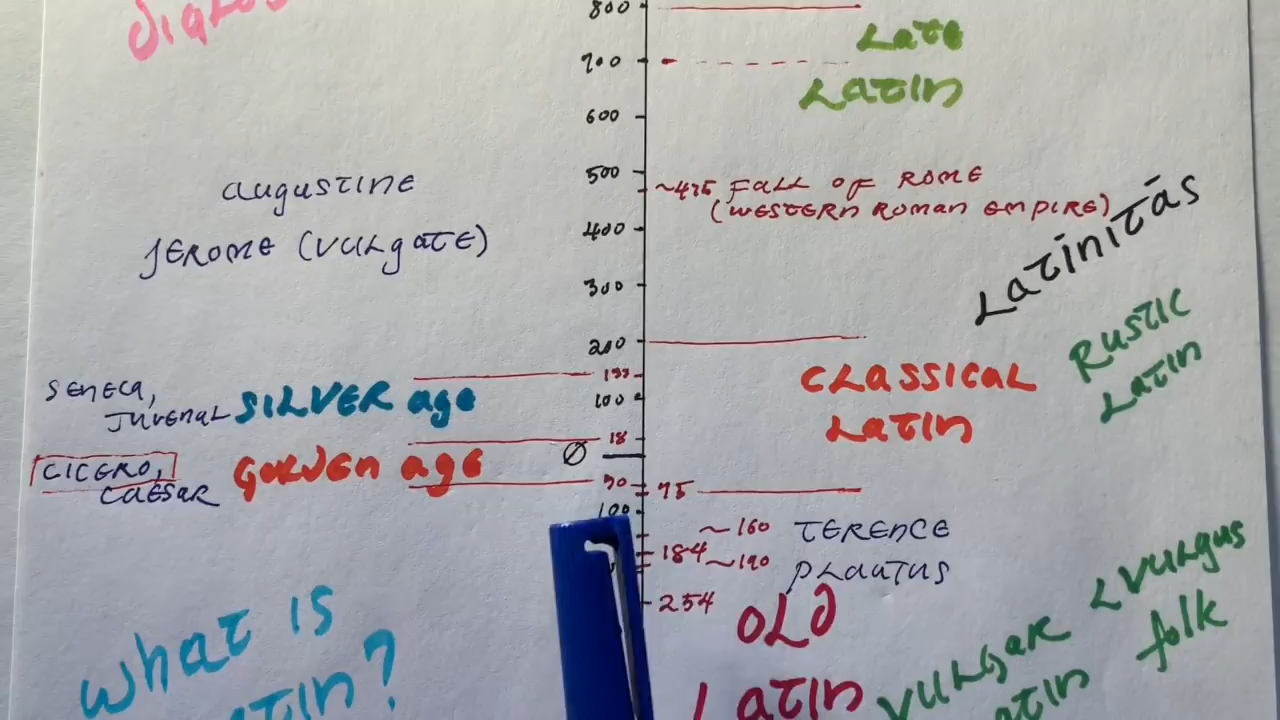 800
LATE
700
LATIN
600
500
AUGUSTINE
~475 FALL OF ROME
(WESTERN ROMAN EMPIRE)
400
JEROME (VULGATE)
LATĪNITĀS
300
RUSTIC
LATIN
200
133
CLASSICAL
SENECA,
JUVENAL
SILVER AGE
100
LATIN
18
Ø
CICERO,
CAESAR
GOLDEN AGE
75
100
~160 TERENCE
184
~190 PLAUTUS
254
OLD
LATIN
WHAT IS
LATIN?
VULGAR < VULGUS
LATIN folk